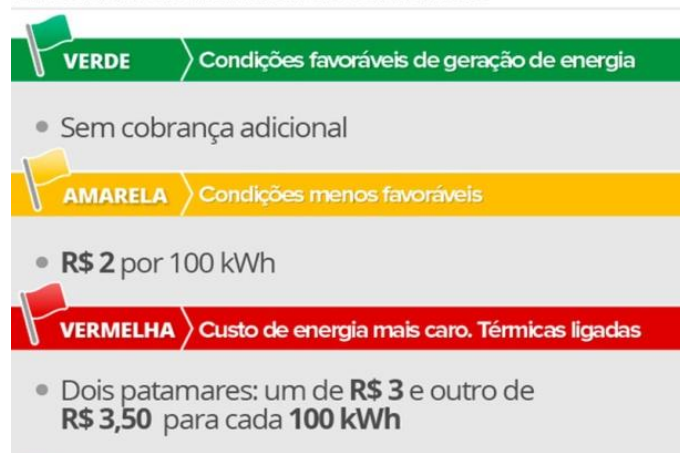 VERDE Condições favoráveis de geração de energia
Sem cobrança adicional
AMARELA Condições menos favoráveis
R$ 2 por 100 kWh
VERMELHA Custo de energia mais caro. Térmicas ligadas
Dois patamares: um de R$ 3 e outro de
R$ 3,50 para cada 100 kWh